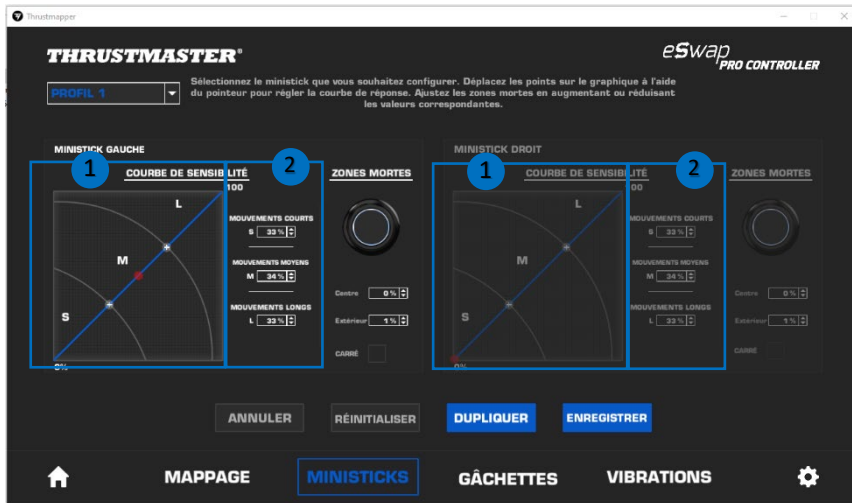 Thrustmapper
THRUSTMASTER®
eSwap
PRO CONTROLLER
PROFIL 1
Sélectionnez le ministick que vous souhaitez configurer. Déplacez les points sur le graphique à l'aide
du pointeur pour régler la courbe de réponse. Ajustez les zones mortes en augmentant ou réduisant
les valeurs correspondantes.
MINISTICK GAUCHE
1
COURBE DE SENSIBILITÉ
2
ZONES MORTES
100
L
M
S
0%
MOUVEMENTS COURTS
S 33 %
MOUVEMENTS MOYENS
M 34 %
MOUVEMENTS LONGS
L 33 %
Centre 0 %
Extérieur 1 %
CARRÉ
MINISTICK DROIT
1
COURBE DE SENSIBILITÉ
2
ZONES MORTES
00
L
M
S
0%
MOUVEMENTS COURTS
S 33 %
MOUVEMENTS MOYENS
M 34 %
MOUVEMENTS LONGS
L 33 %
Centre 0 %
Extérieur 1 %
CARRÉ
ANNULER
RÉINITIALISER
DUPLIQUER
ENREGISTRER
MAPPAGE
MINISTICKS
GÂCHETTES
VIBRATIONS